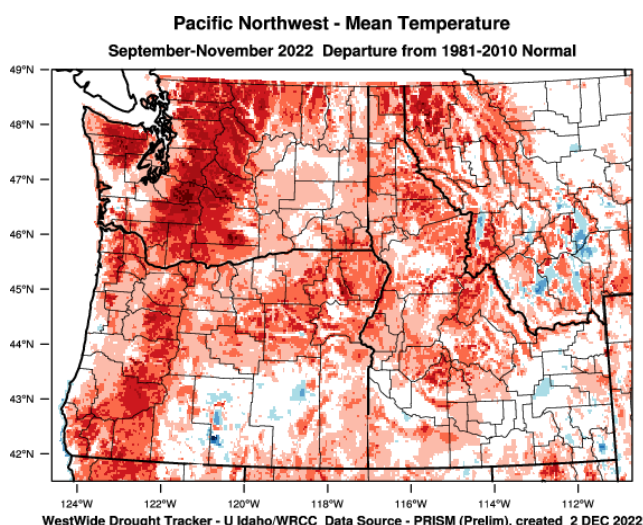 Pacific Northwest - Mean Temperature
September-November 2022 Departure from 1981-2010 Normal
49°N
48°N
47°N
46°N
45°N
44°N
43°N
42°N
124°W 122°W 120°W 118°W 116°W 114°W 112°W
WestWide Drought Tracker - U Idaho/WRCC Data Source - PRISM (Prelim), created 2 DEC 2022